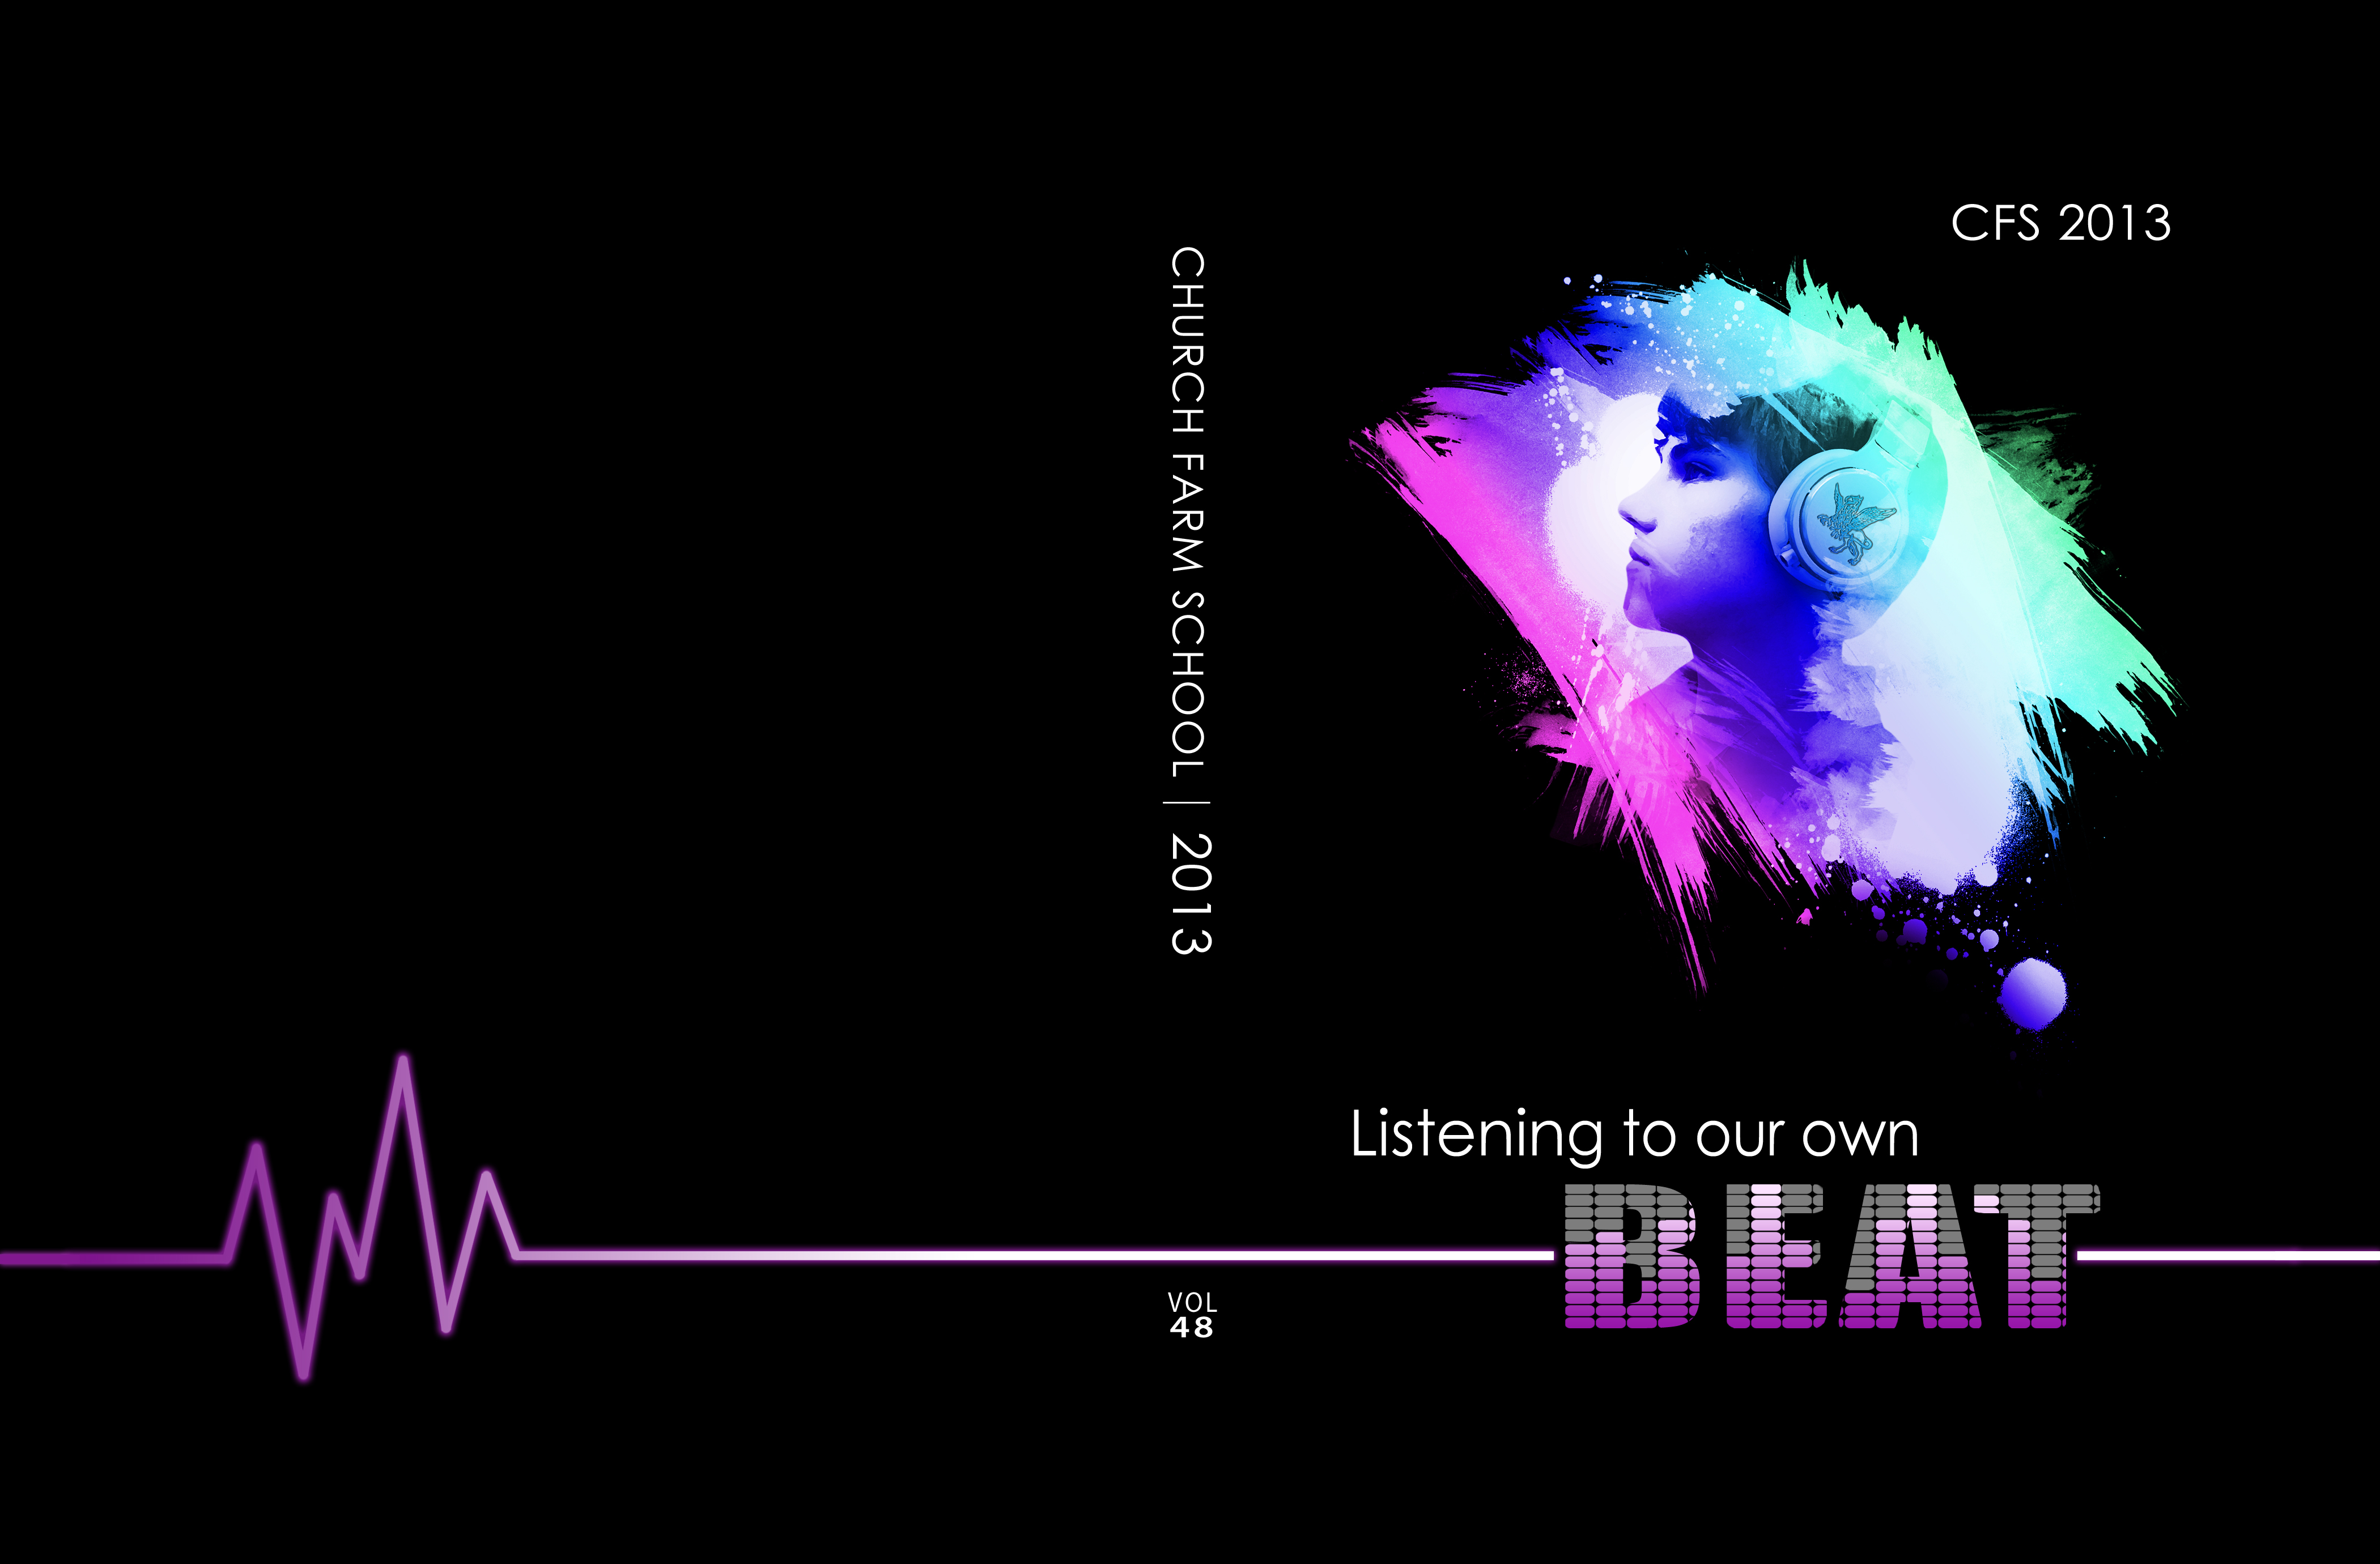 CHURCH FARM SCHOOL | 2013
VOL
48
CFS 2013
Listening to our own
BEAT